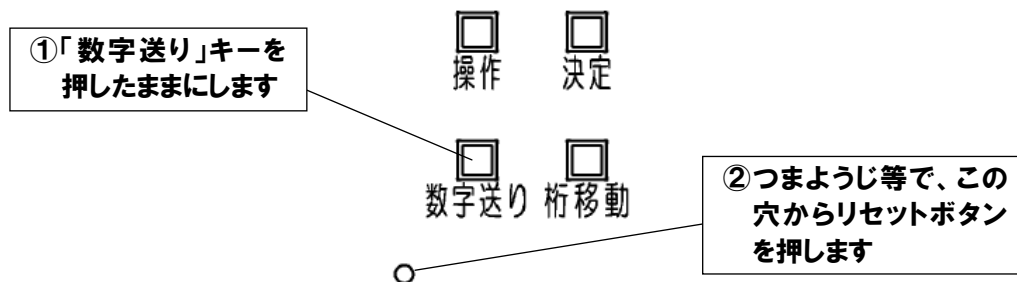 ①「数字送り」キーを
押したままにします
操作 決定
数字送り 桁移動
②つまようじ等で、この
穴からリセットボタン
を押します